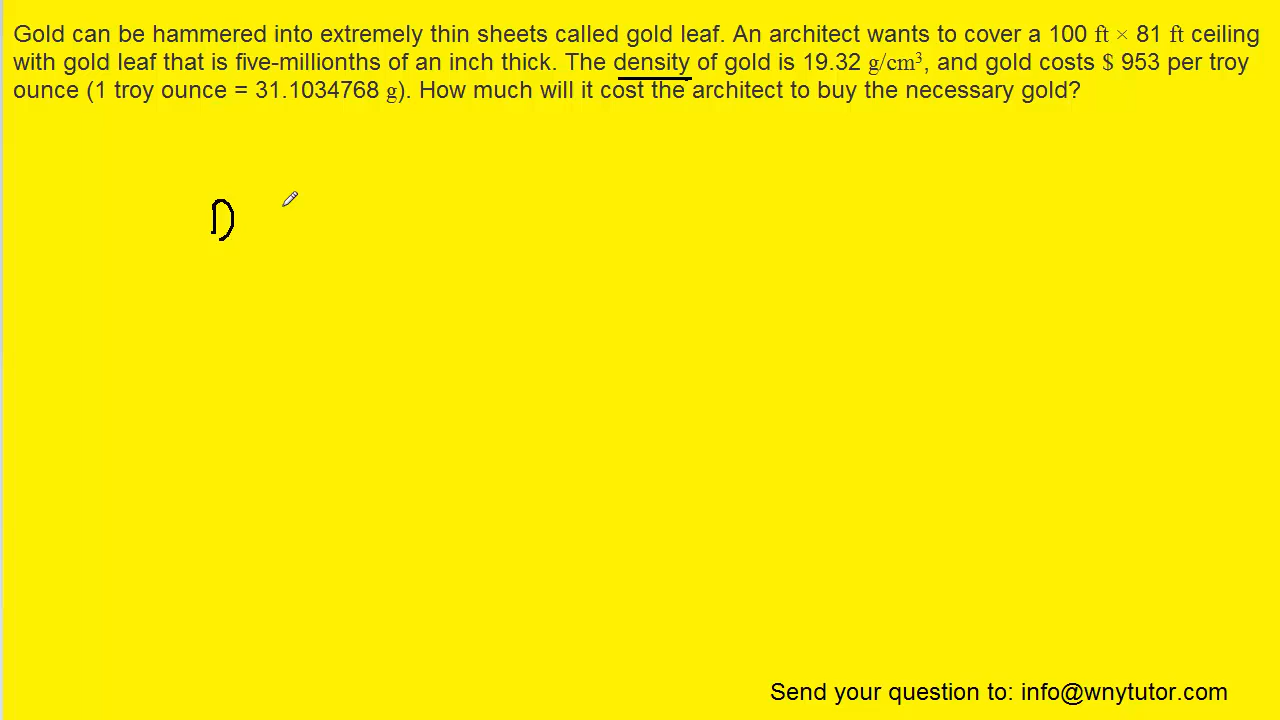 Gold can be hammered into extremely thin sheets called gold leaf. An architect wants to cover a 100 ft × 81 ft ceiling
with gold leaf that is five-millionths of an inch thick. The density of gold is 19.32 g/cm³, and gold costs $ 953 per troy
ounce (1 troy ounce = 31.1034768 g). How much will it cost the architect to buy the necessary gold?
D
Send your question to: info@wnytutor.com